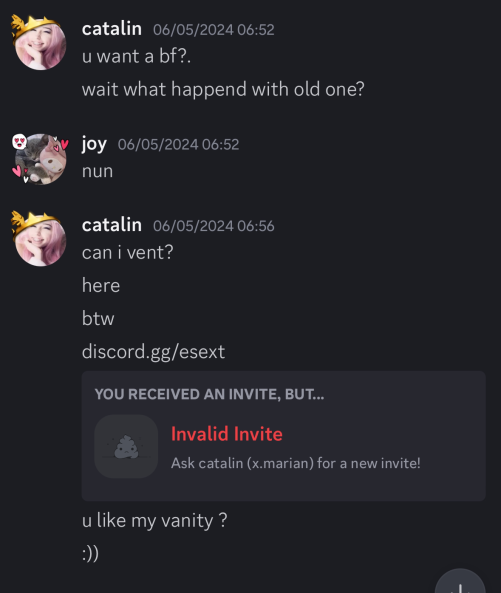 catalin 06/05/2024 06:52
u want a bf?.
wait what happend with old one?
joy 06/05/2024 06:52
nun
catalin 06/05/2024 06:56
can i vent?
here
btw
discord.gg/esext
YOU RECEIVED AN INVITE, BUT...
Invalid Invite
Ask catalin (x.marian) for a new invite!
u like my vanity ?
:))